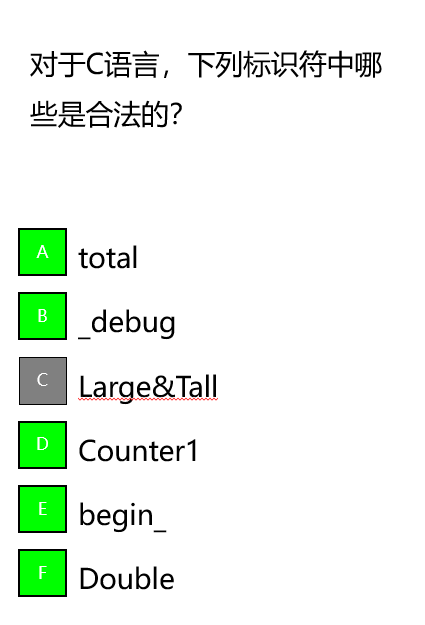 对于C语言，下列标识符中哪
些是合法的？
A total
B _debug
C Large&Tall
D Counter1
E begin_
F Double